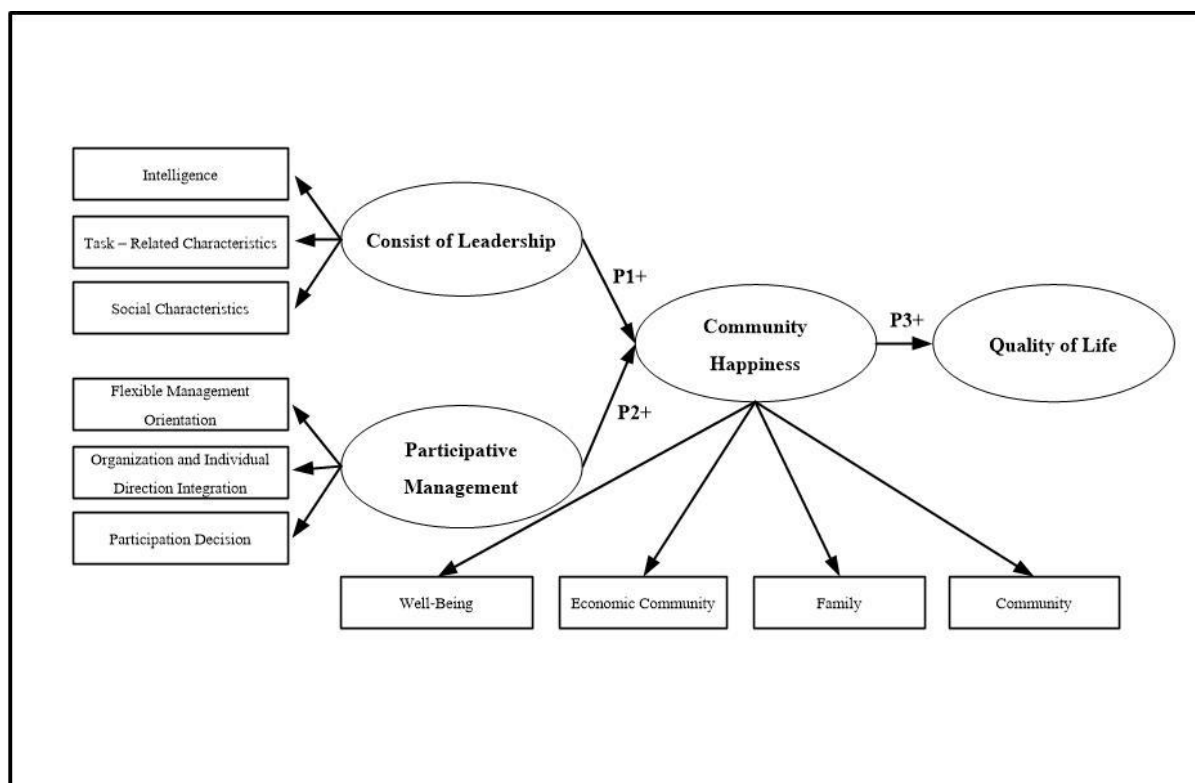 Intelligence
Task – Related Characteristics
Social Characteristics
Consist of Leadership
P1+
Flexible Management
Orientation
Organization and Individual
Direction Integration
Participation Decision
Participative
Management
P2+
Community
Happiness
P3+
Quality of Life
Well-Being
Economic Community
Family
Community